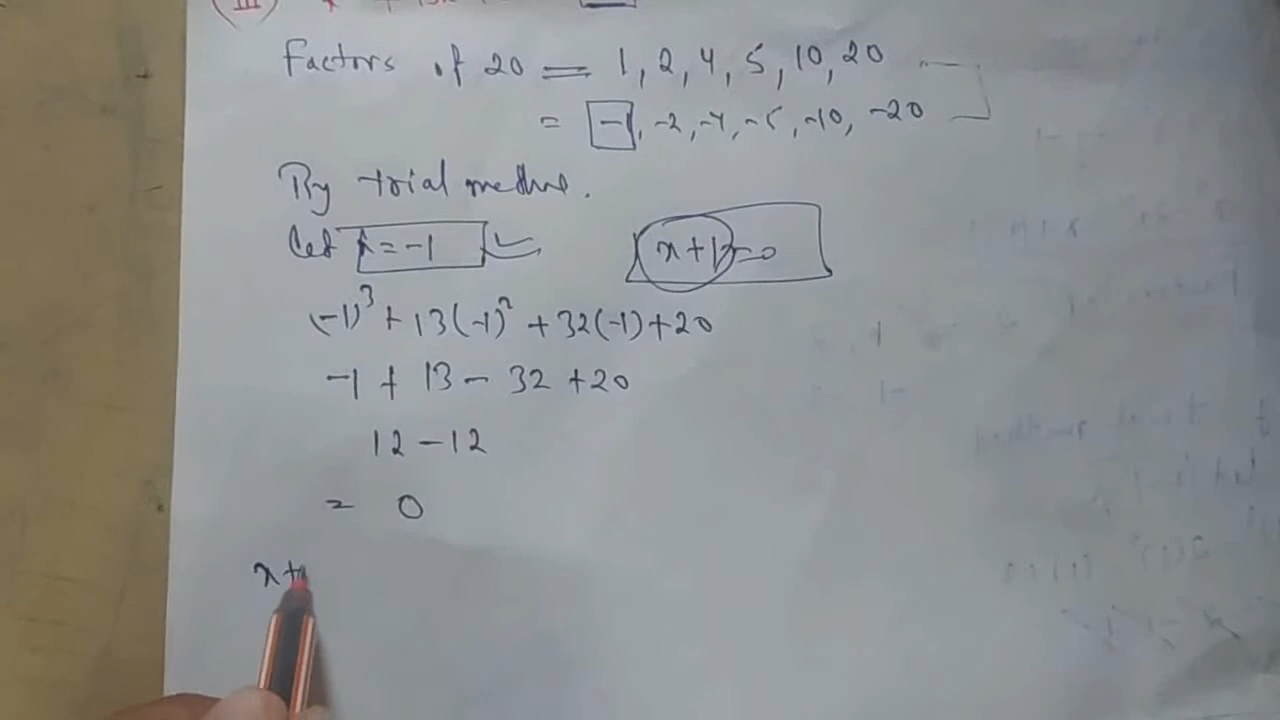 (III)
Factors of 20 = 1, 2, 4, 5, 10, 20
= -1, -2, -4, -5, -10, -20
By trial
Let x = -1
x+1=0
(-1)³ + 13(-1)² + 32(-1) + 20
-1 + 13 - 32 + 20
12 - 12
= 0
x+